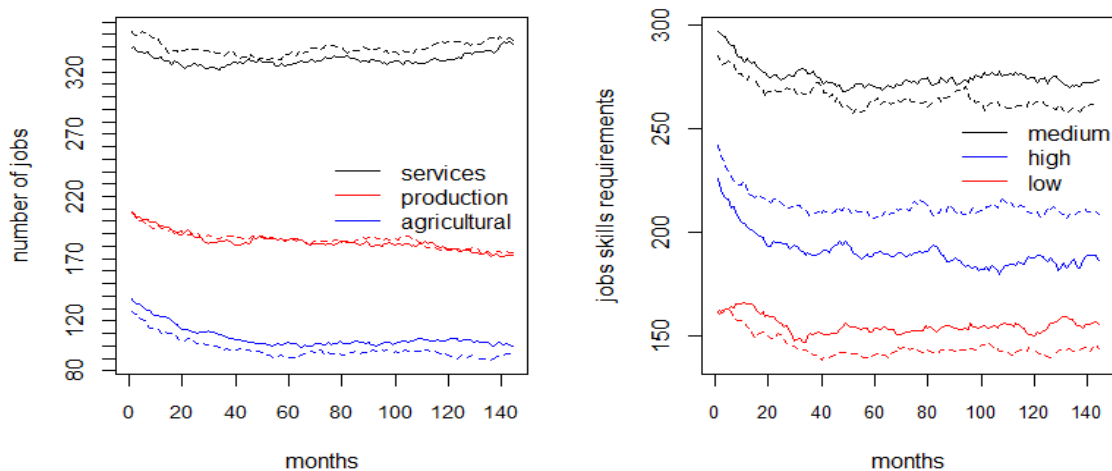 number of jobs
320
270
220
170
120
80
services
production
agricultural
0 20 40 60 80 100 120 140
months
jobs skills requirements
300
250
200
150
medium
high
low
0 20 40 60 80 100 120 140
months